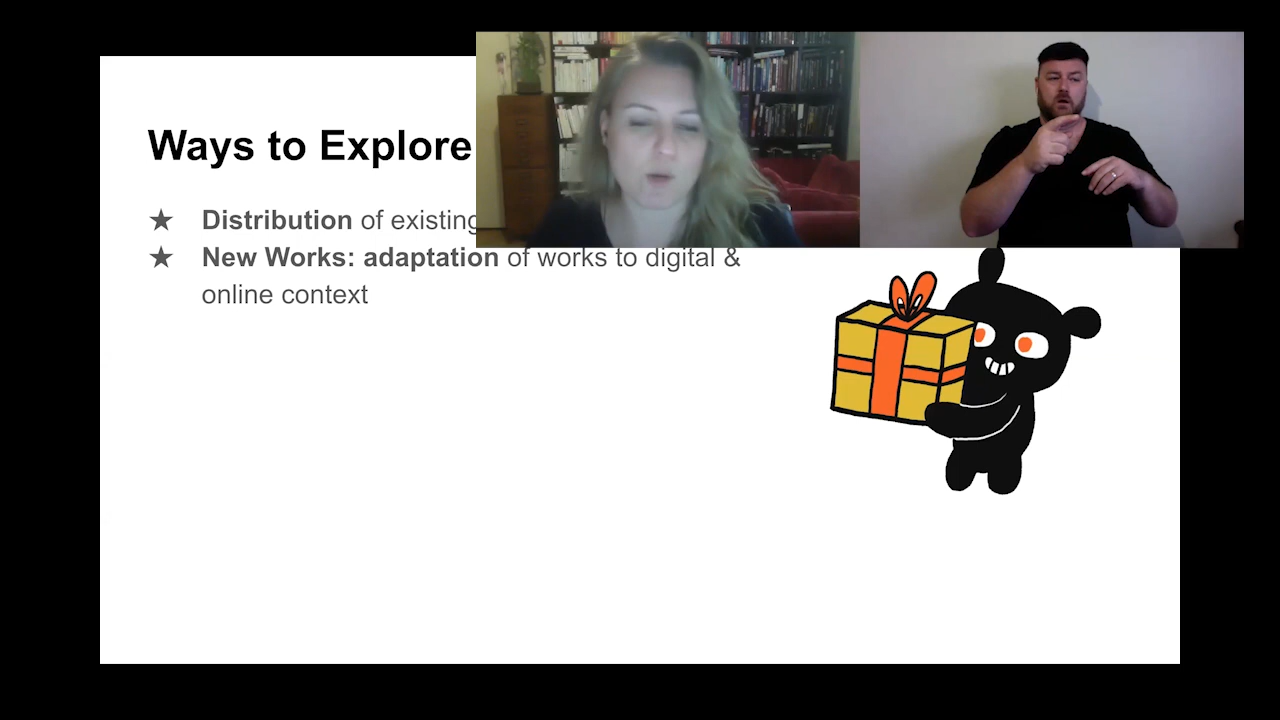 Ways to Explore
★ Distribution of existing
★ New Works: adaptation of works to digital &
online context